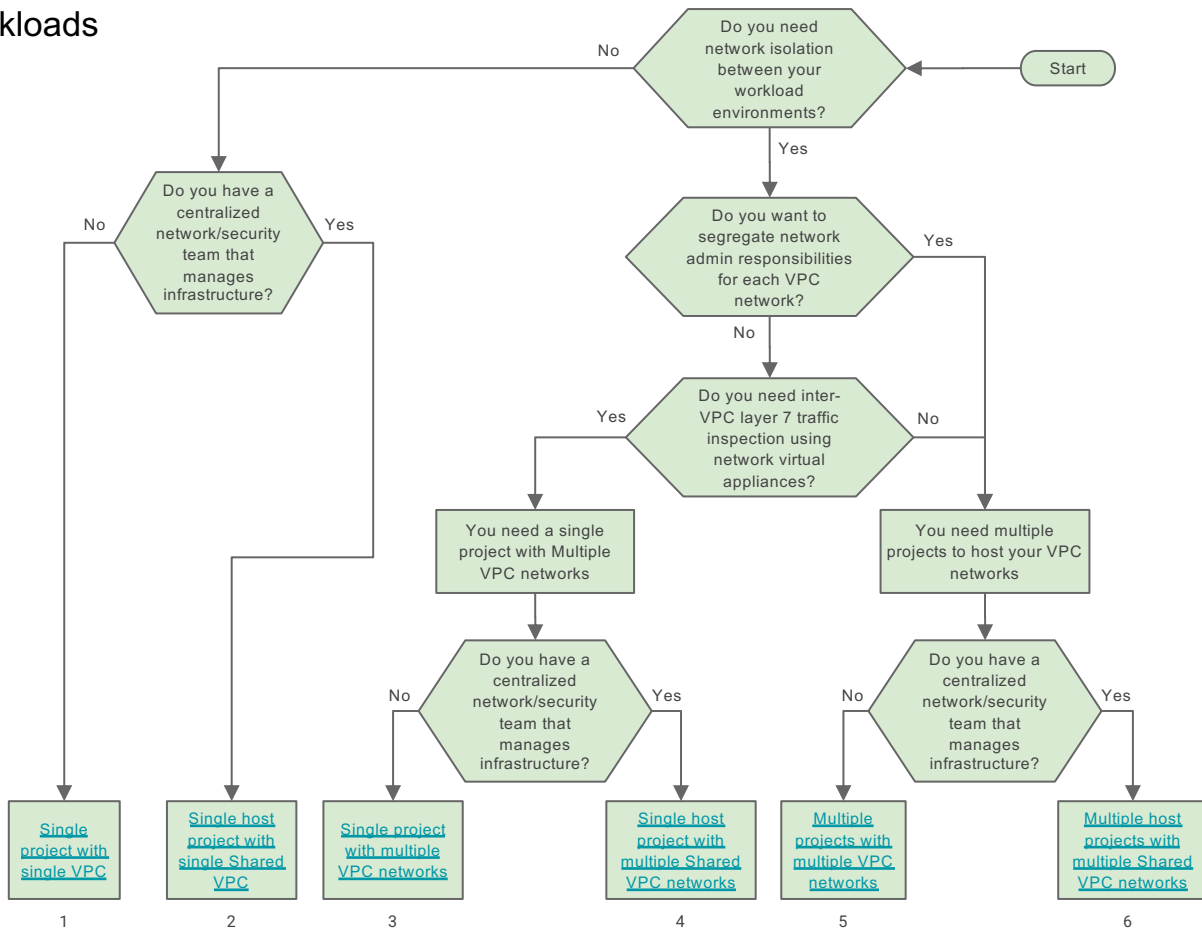 kloads
Do you need
network isolation
between your
workload
environments?
Start
No
Yes
Do you have a
centralized
network/security
team that
manages
infrastructure?
No
Yes
Do you want to
segregate network
admin responsibilities
for each VPC
network?
Yes
No
Do you need inter-
VPC layer 7 traffic
inspection using
network virtual
appliances?
Yes
No
You need a single
project with Multiple
VPC networks
You need multiple
projects to host your VPC
networks
Do you have a
centralized
network/security
team that
manages
infrastructure?
No
Yes
Do you have a
centralized
network/security
team that
manages
infrastructure?
No
Yes
Single
project with
single VPC
Single host
project with
single Shared
VPC
Single project
with multiple
VPC networks
Single host
project with
multiple Shared
VPC networks
Multiple
projects with
multiple VPC
networks
Multiple host
projects with
multiple Shared
VPC networks
1
2
3
4
5
6